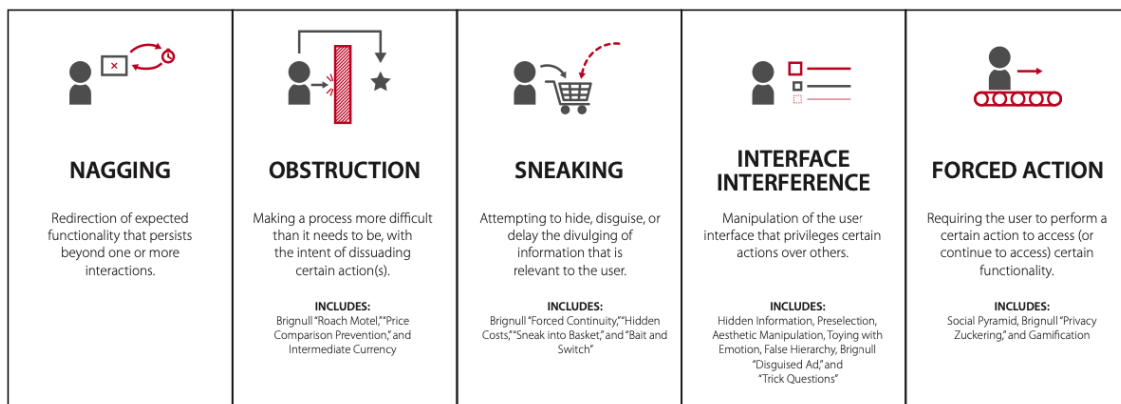 NAGGING
Redirection of expected
functionality that persists
beyond one or more
interactions.
OBSTRUCTION
Making a process more difficult
than it needs to be, with
the intent of dissuading
certain action(s).
INCLUDES:
Brignull “Roach Motel,” “Price
Comparison Prevention,” and
Intermediate Currency
SNEAKING
Attempting to hide, disguise, or
delay the divulging of
information that is
relevant to the user.
INCLUDES:
Brignull “Forced Continuity,” “Hidden
Costs,” “Sneak into Basket,” and “Bait and
Switch”
INTERFACE
INTERFERENCE
Manipulation of the user
interface that privileges certain
actions over others.
INCLUDES:
Hidden Information, Preselection,
Aesthetic Manipulation, Toying with
Emotion, False Hierarchy, Brignull
“Disguised Ad,” and
“Trick Questions”
FORCED ACTION
Requiring the user to perform a
certain action to access (or
continue to access) certain
functionality.
INCLUDES:
Social Pyramid, Brignull “Privacy
Zuckering,” and Gamification